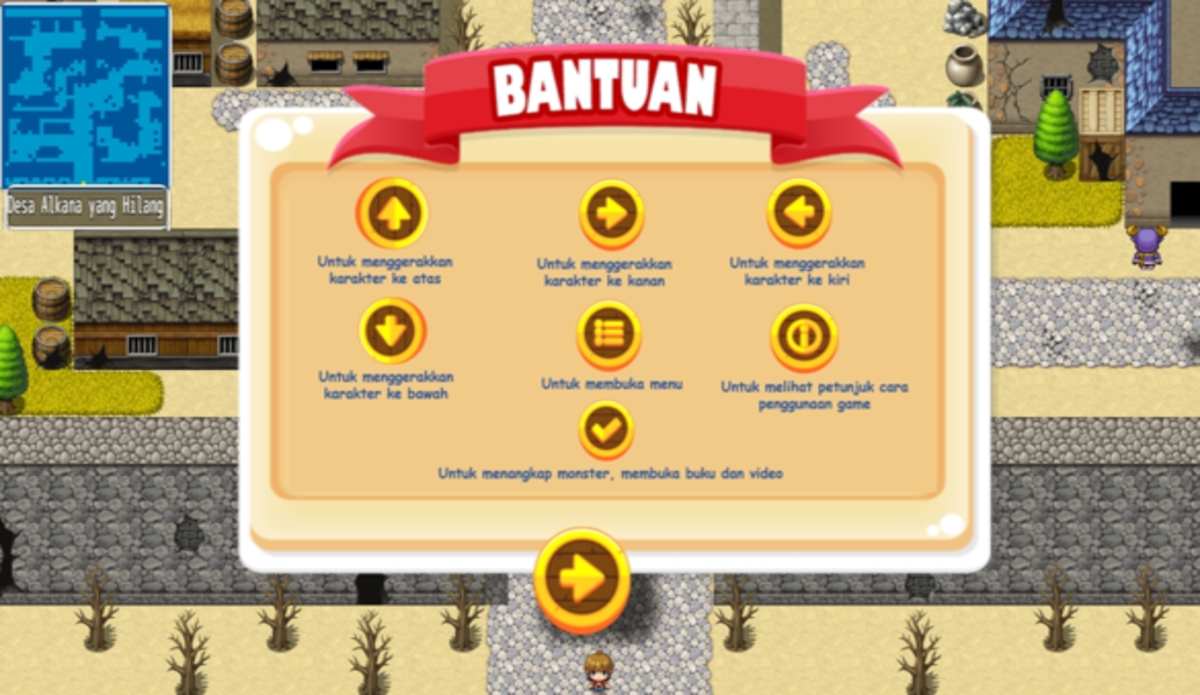 BANTUAN
Desa Alkana yang Hilang
Untuk menggerakkan
karakter ke atas
Untuk menggerakkan
karakter ke kanan
Untuk menggerakkan
karakter ke kiri
Untuk menggerakkan
karakter ke bawah
Untuk membuka menu
Untuk melihat petunjuk cara
penggunaan game
Untuk menangkap monster, membuka buku dan video